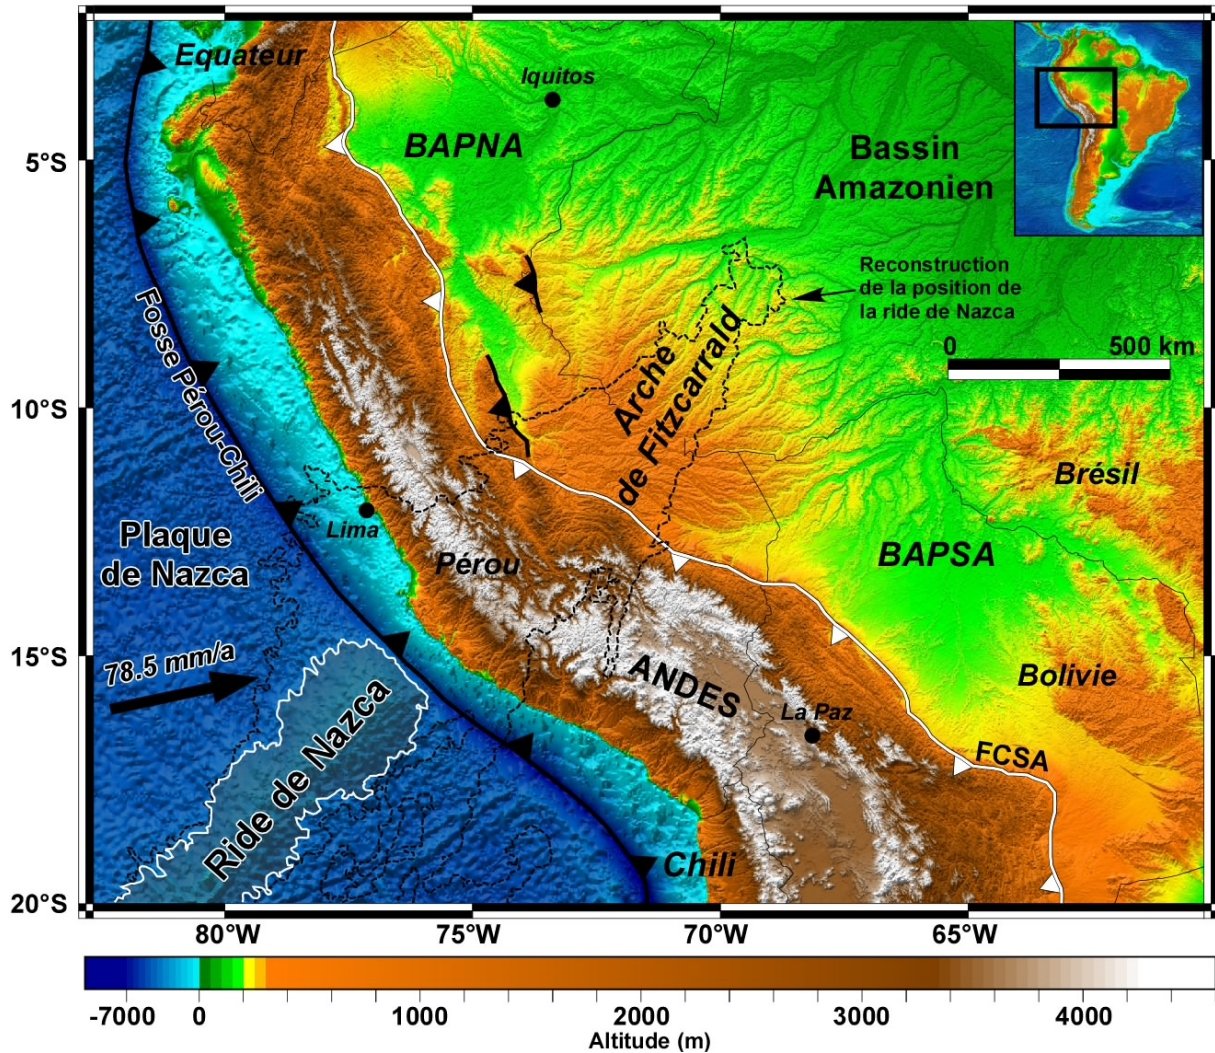 Equateur
Iquitos
BAPNA
Bassin
Amazonien
5°S
Reconstruction
de la position de
la ride de Nazca
0 500 km
Fosse Pérou-Chili
Arche
de Fitzcarrald
10°S
Brésil
Lima
Plaque
de Nazca
Pérou
BAPSA
78.5 mm/a
15°S
ANDES
Bolivie
La Paz
Ride de Nazca
FCSA
Chili
20°S
80°W 75°W 70°W 65°W
-7000 0 1000 2000 3000 4000
Altitude (m)